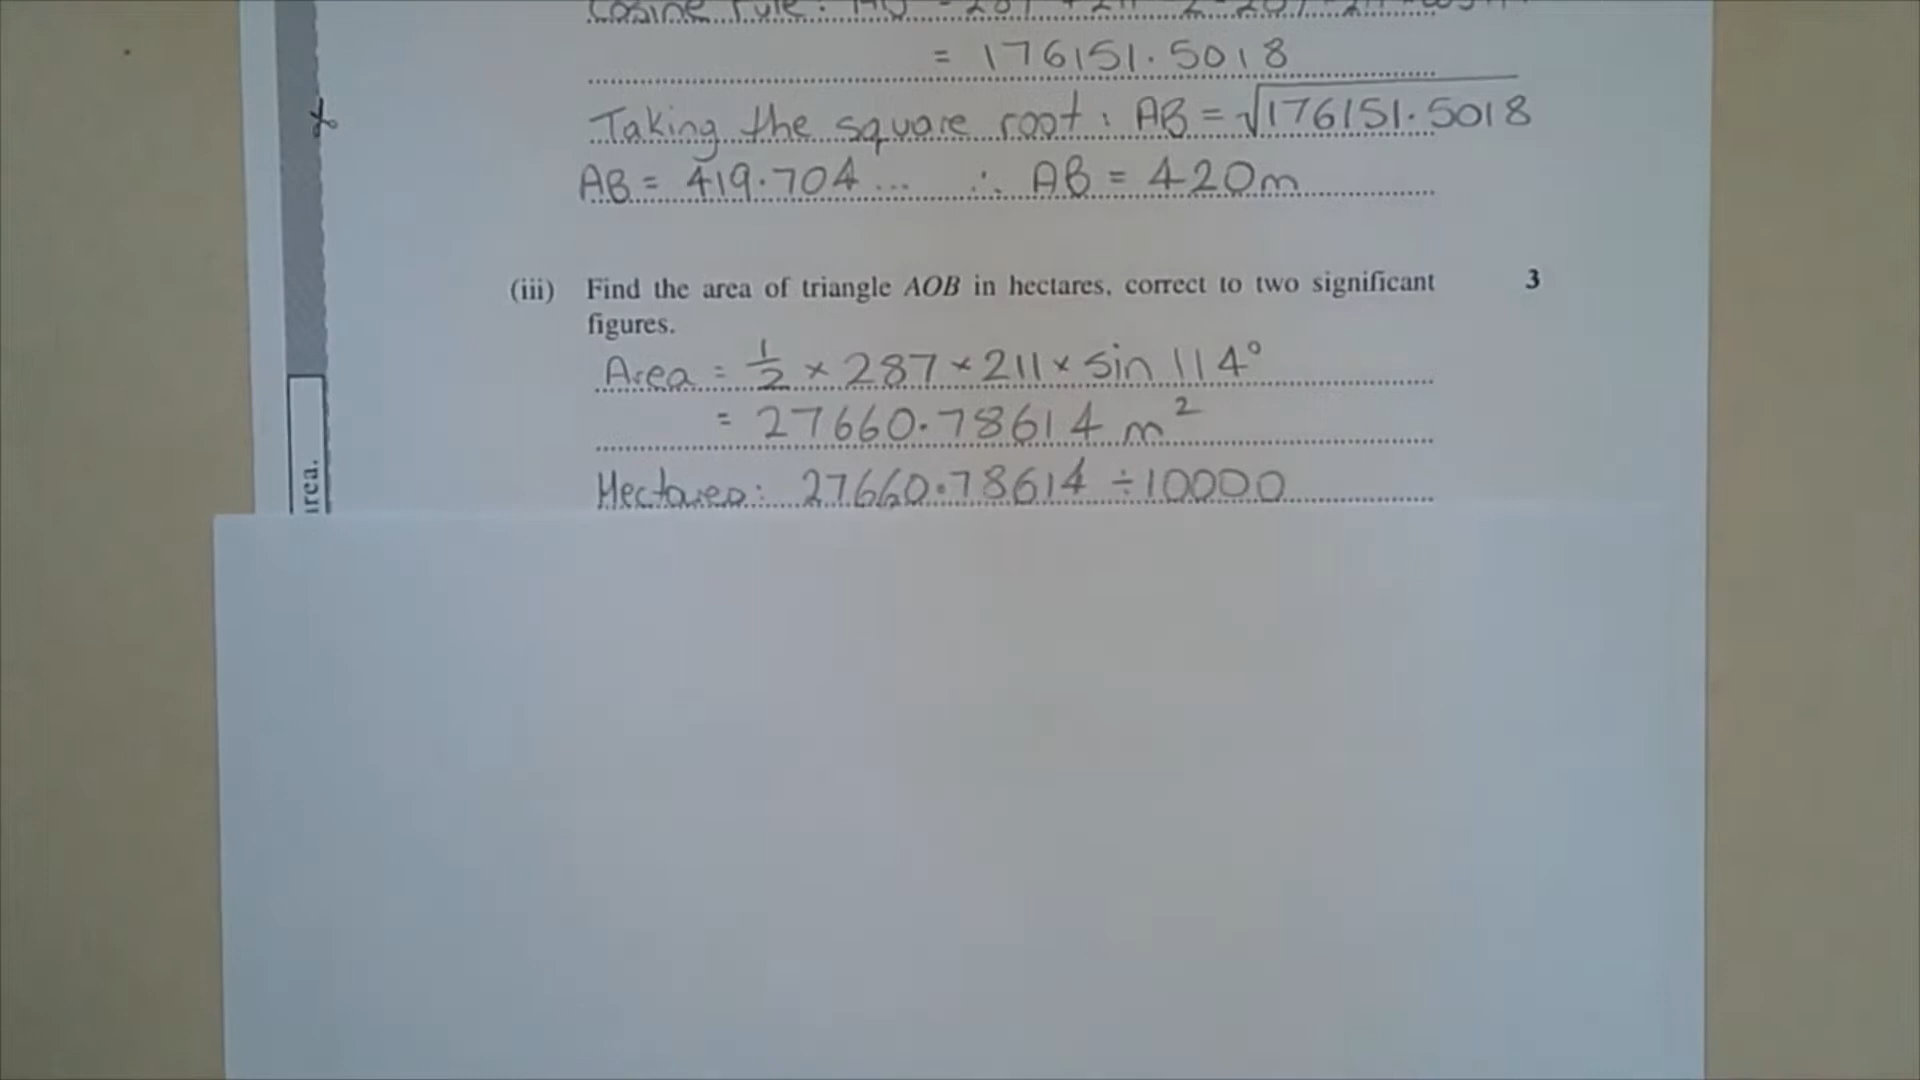 Cosine rule:
= 176151.5018
Taking the square root: AB = √176151.5018
AB = 419.704... ∴ AB = 420m
(iii) Find the area of triangle AOB in hectares, correct to two significant 3
figures.
Area = 1/2 × 287 × 211 × sin 114°
= 27660.78614 m²
Hectares: 27660.78614 ÷ 10000